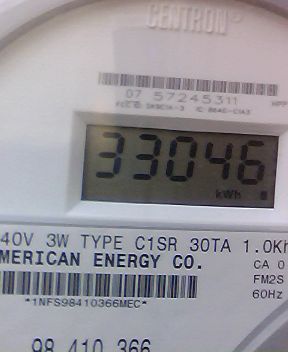 CENTRON®
07 57245311
33046
kWh
40V 3W TYPE C1SR 30TA 1.0Kh
MERICAN ENERGY CO.
CA 0
FM2S
60Hz
*1NFS98410366MEC*
98 410 366